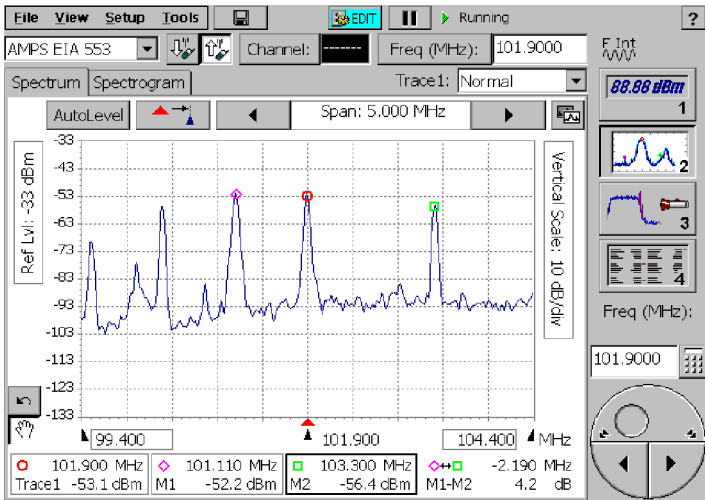 File View Setup Tools EDIT Running ?
AMPS EIA 553 Channel: ------- Freq (MHz): 101.9000 F Int
Spectrum Spectrogram Trace1: Normal
88.88 dBm
1
AutoLevel Span: 5.000 MHz
-33
-43
-53
-63
-73
-83
-93
-103
-113
-123
-133
Ref Lvl: -33 dBm
Vertical Scale: 10 dB/div
2
3
4
Freq (MHz):
101.9000
99.400 101.900 104.400 MHz
101.900 MHz 101.110 MHz 103.300 MHz -2.190 MHz
Trace1 -53.1 dBm M1 -52.2 dBm M2 -56.4 dBm M1-M2 4.2 dB